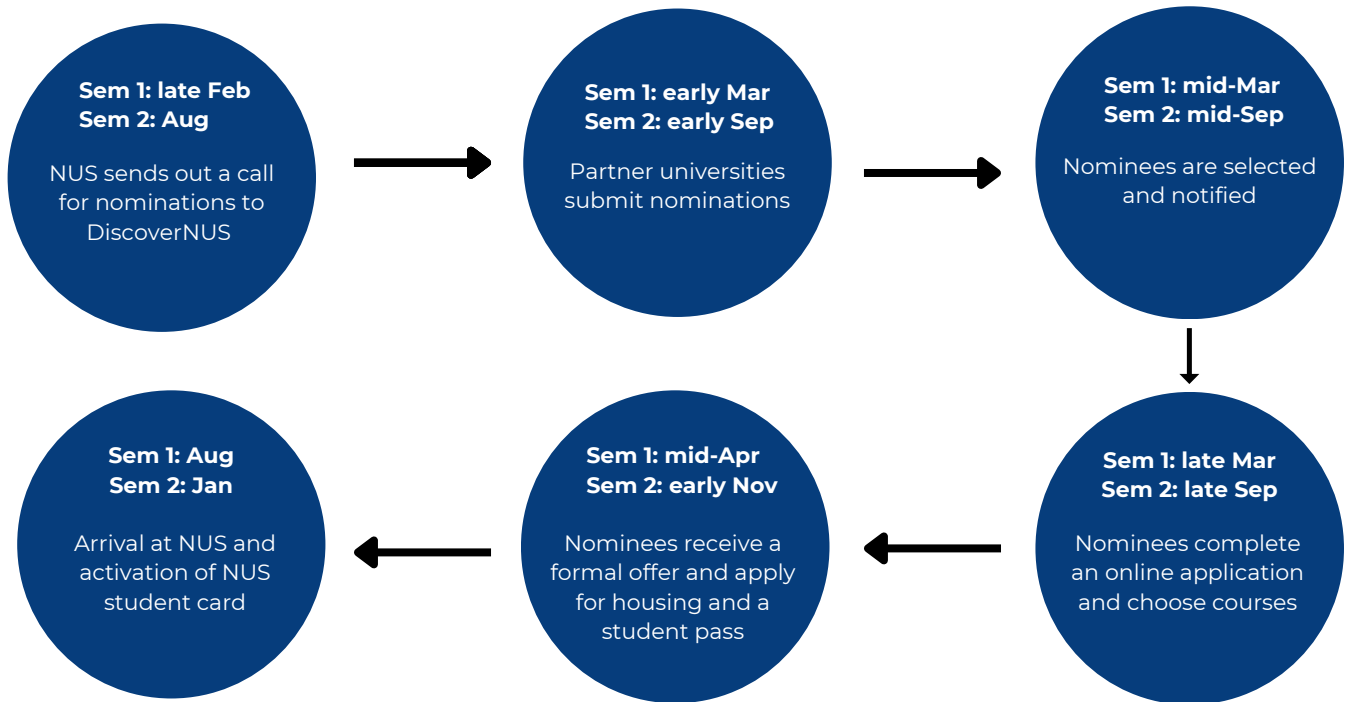 Sem 1: late Feb
Sem 2: Aug
NUS sends out a call
for nominations to
DiscoverNUS
Sem 1: early Mar
Sem 2: early Sep
Partner universities
submit nominations
Sem 1: mid-Mar
Sem 2: mid-Sep
Nominees are selected
and notified
Sem 1: late Mar
Sem 2: late Sep
Nominees complete
an online application
and choose courses
Sem 1: mid-Apr
Sem 2: early Nov
Nominees receive a
formal offer and apply
for housing and a
student pass
Sem 1: Aug
Sem 2: Jan
Arrival at NUS and
activation of NUS
student card